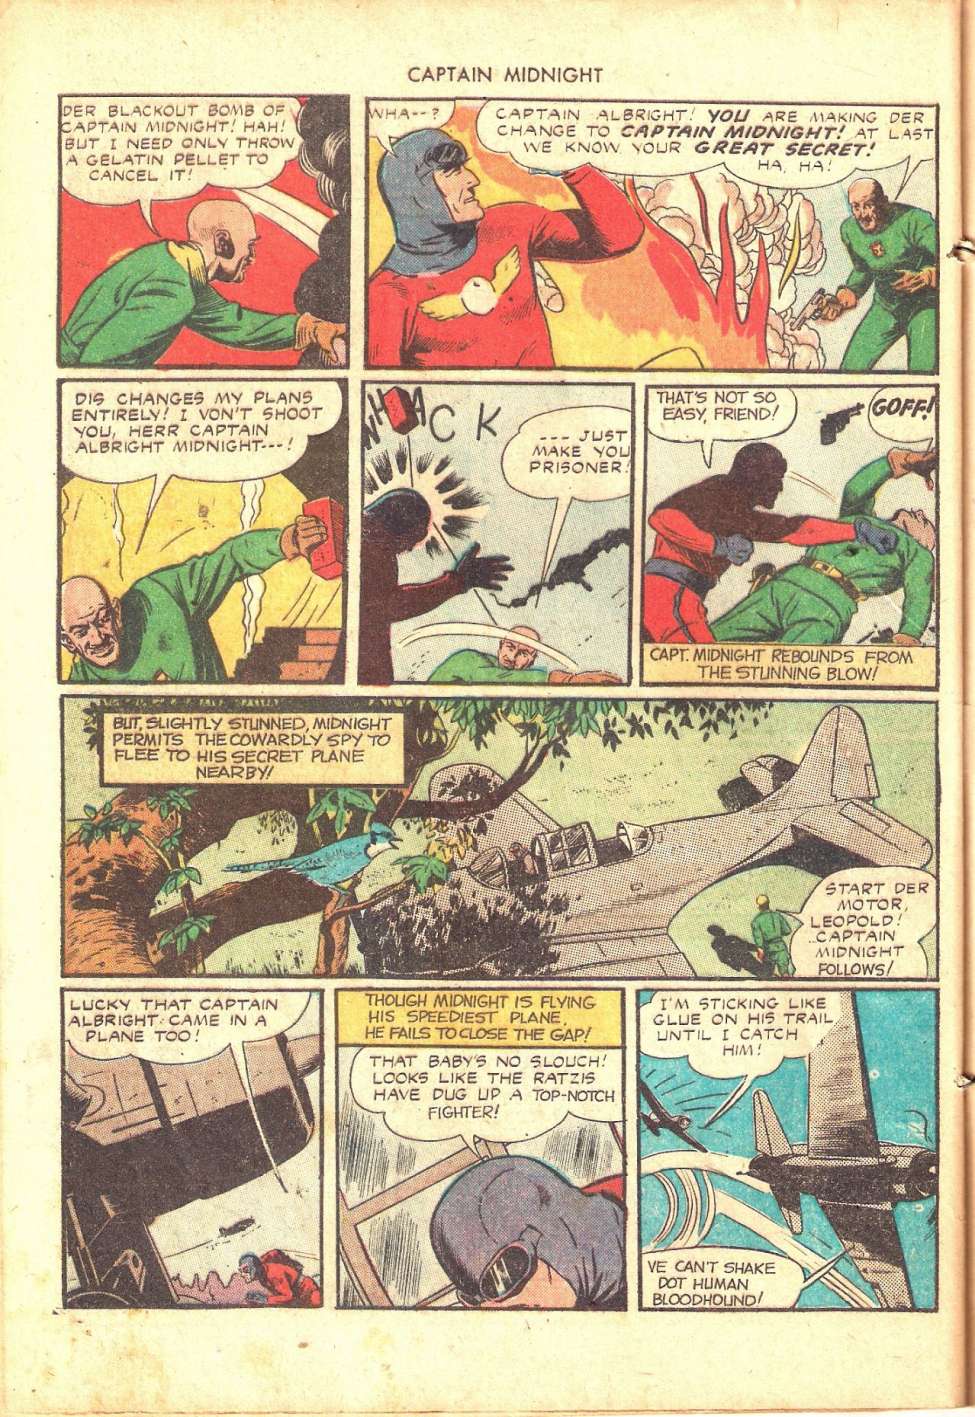 CAPTAIN MIDNIGHT
DER BLACKOUT BOMB OF
CAPTAIN MIDNIGHT! HAH!
BUT I NEED ONLY THROW
A GELATIN PELLET TO
CANCEL IT!
WHA--?
CAPTAIN ALBRIGHT! YOU ARE MAKING DER
CHANGE TO CAPTAIN MIDNIGHT! AT LAST
WE KNOW YOUR GREAT SECRET!
HA, HA!
DIS CHANGES MY PLANS
ENTIRELY! I VON'T SHOOT
YOU, HERR CAPTAIN
ALBRIGHT MIDNIGHT---!
WHACK
--- JUST
MAKE YOU
PRISONER!
THAT'S NOT SO
EASY, FRIEND!
GOFF!
CAPT. MIDNIGHT REBOUNDS FROM
THE STUNNING BLOW!
BUT, SLIGHTLY STUNNED, MIDNIGHT
PERMITS THE COWARDLY SPY TO
FLEE TO HIS SECRET PLANE
NEARBY!
START DER
MOTOR,
LEOPOLD!
CAPTAIN
MIDNIGHT
FOLLOWS!
LUCKY THAT CAPTAIN
ALBRIGHT CAME IN A
PLANE TOO!
THOUGH MIDNIGHT IS FLYING
HIS SPEEDIEST PLANE,
HE FAILS TO CLOSE THE GAP!
THAT BABY'S NO SLOUCH!
LOOKS LIKE THE RATZIS
HAVE DUG UP A TOP-NOTCH
FIGHTER!
I'M STICKING LIKE
GLUE ON HIS TRAIL
UNTIL I CATCH
HIM!
VE CAN'T SHAKE
DOT HUMAN
BLOODHOUND!